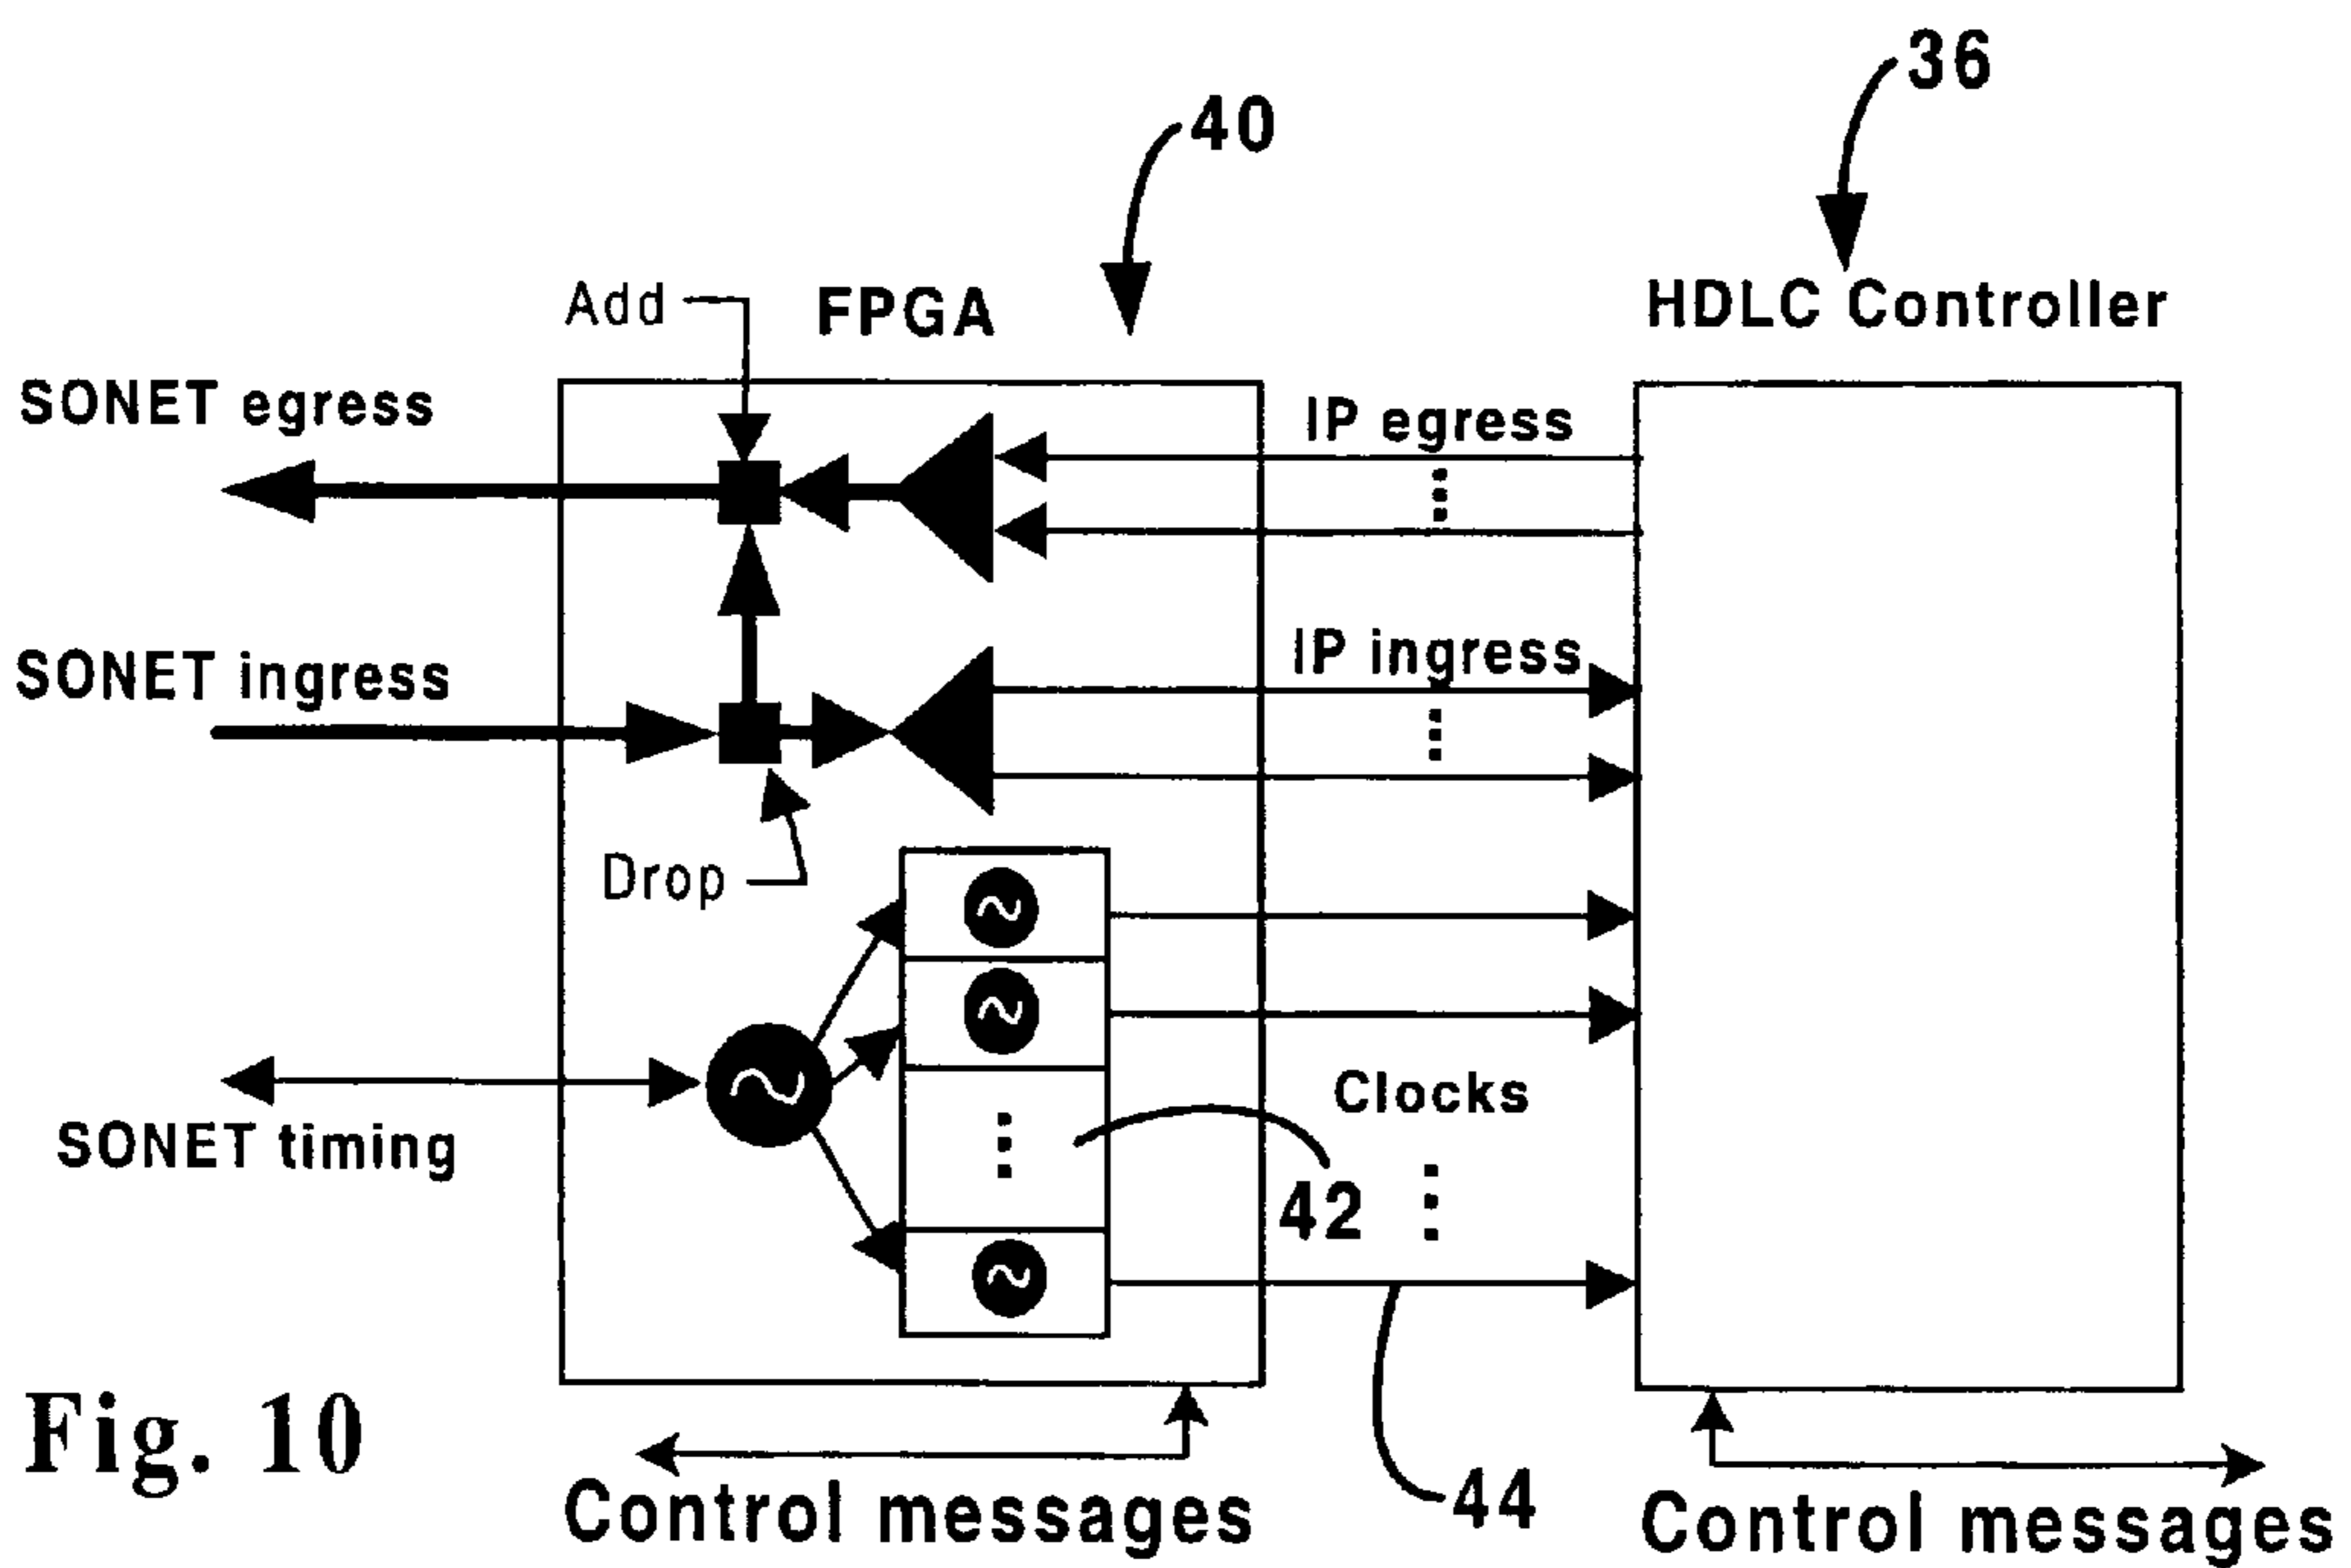 36
40
Add
FPGA
HDLC Controller
SONET egress
IP egress
SONET ingress
IP ingress
Drop
Clocks
SONET timing
42
Fig. 10
Control messages
44
Control messages